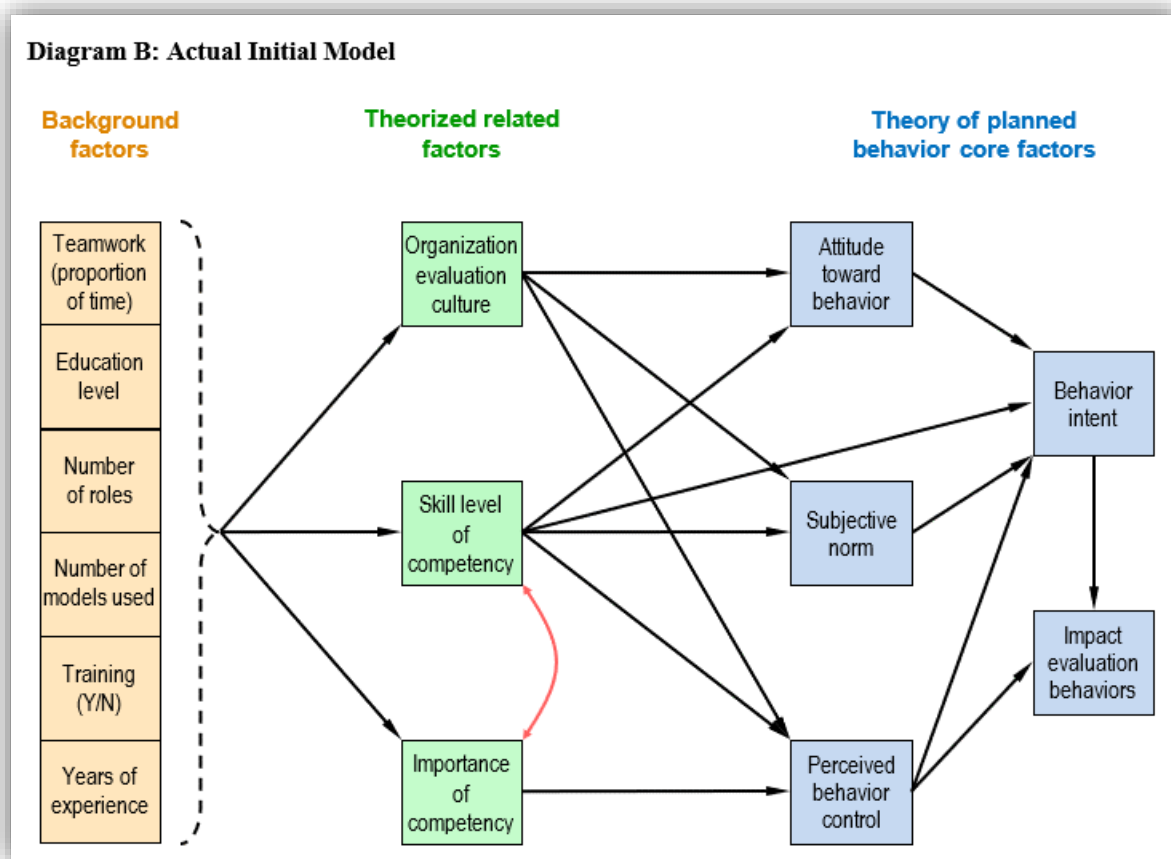 Diagram B: Actual Initial Model
Background
factors
Theorized related
factors
Theory of planned
behavior core factors
Teamwork
(proportion
of time)
Education
level
Number
of roles
Number of
models used
Training
(Y/N)
Years of
experience
Organization
evaluation
culture
Skill level
of
competency
Importance
of
competency
Attitude
toward
behavior
Subjective
norm
Perceived
behavior
control
Behavior
intent
Impact
evaluation
behaviors